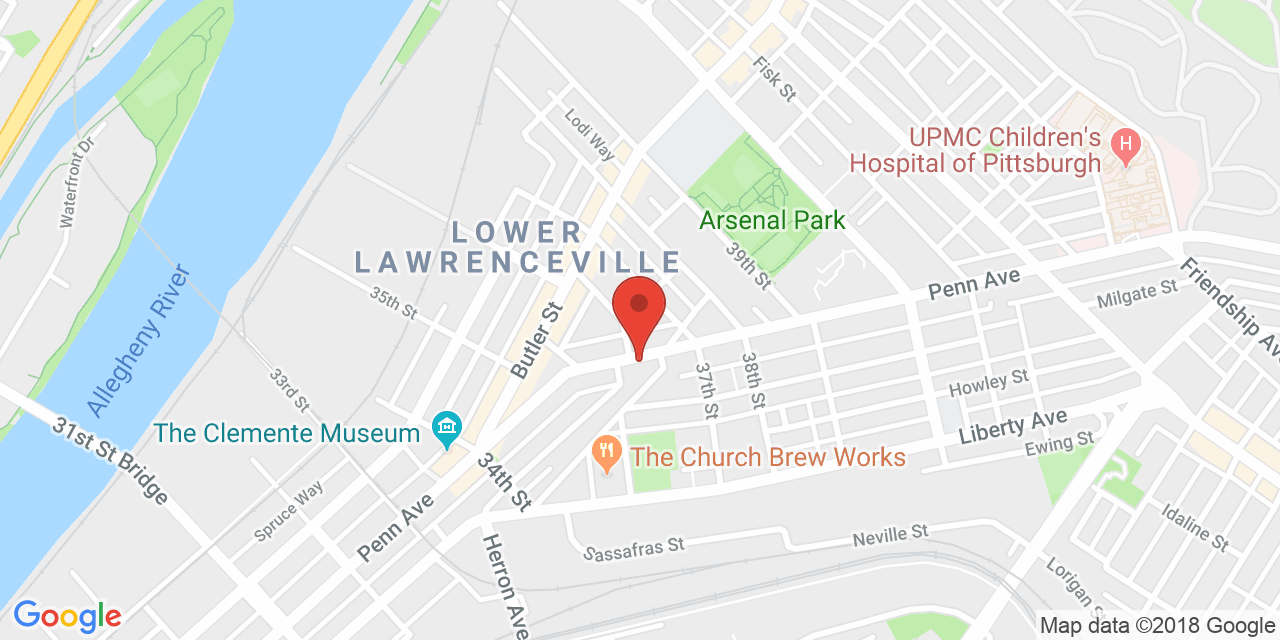 Fisk St
Lodi Way
UPMC Children's
Hospital of Pittsburgh
Waterfront Dr
Arsenal Park
LOWER
LAWRENCEVILLE
39th St
Penn Ave
Friendship Ave
Milgate St
Allegheny River
35th St
Butler St
37th St
38th St
Howley St
33rd St
Liberty Ave
Ewing St
31st St Bridge
The Clemente Museum
The Church Brew Works
34th St
Spruce Way
Penn Ave
Idaline St
Herron Ave
Sassafras St
Neville St
Lorigan S
Google
Map data ©2018 Google